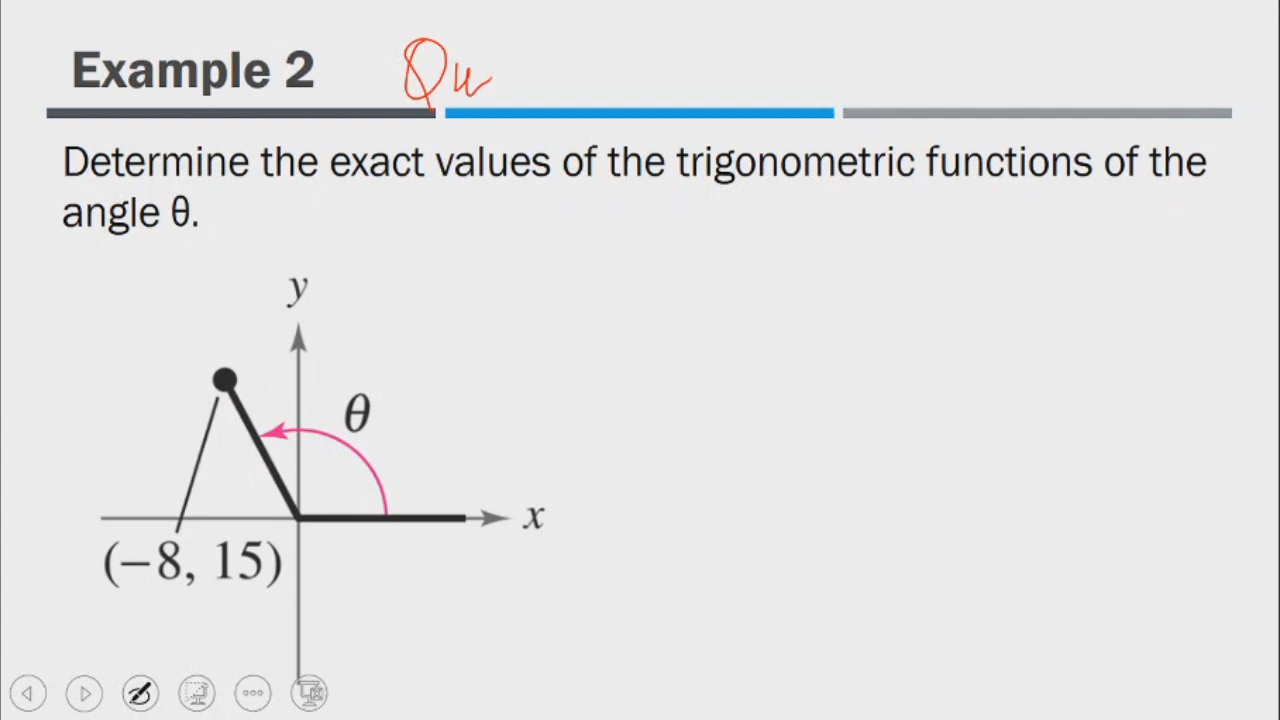 Example 2 Qu
Determine the exact values of the trigonometric functions of the
angle θ.
y
θ
x
(−8, 15)